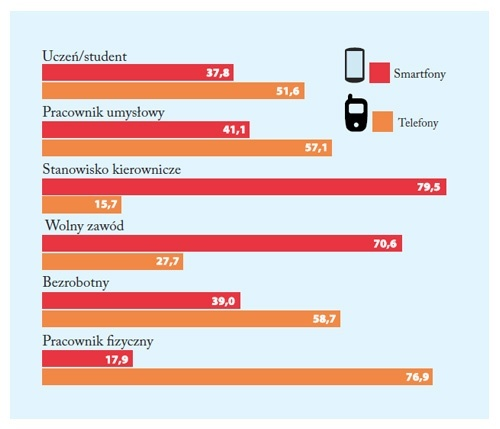 Uczeń/student
37,8
51,6
Smartfony
Telefony
Pracownik umysłowy
41,1
57,1
Stanowisko kierownicze
79,5
15,7
Wolny zawód
70,6
27,7
Bezrobotny
39,0
58,7
Pracownik fizyczny
17,9
76,9